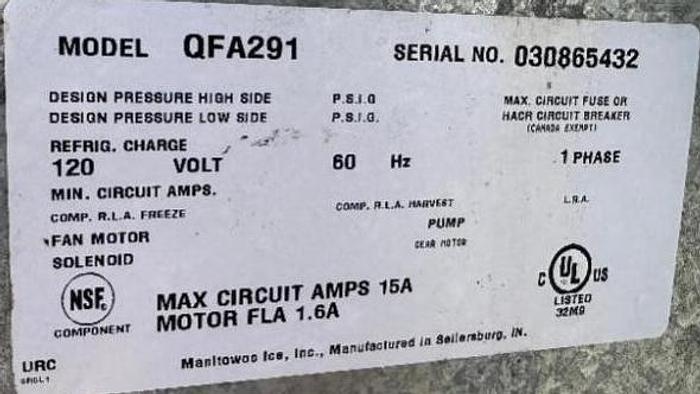 MODEL QFA291 SERIAL NO. 030865432
DESIGN PRESSURE HIGH SIDE P.S.I.G MAX. CIRCUIT FUSE OR
DESIGN PRESSURE LOW SIDE P.S.I.G. HACR CIRCUIT BREAKER
(CANADA EXEMPT)
REFRIG. CHARGE
120 VOLT 60 Hz 1 PHASE
MIN. CIRCUIT AMPS.
COMP. R.L.A. FREEZE COMP. R.L.A. HARVEST L.R.A.
FAN MOTOR PUMP
SOLENOID GEAR MOTOR
NSF. COMPONENT
MAX CIRCUIT AMPS 15A
MOTOR FLA 1.6A
C UL US
LISTED
32M9
Manitowoc Ice, Inc., Manufactured in Sellersburg, IN.
URC